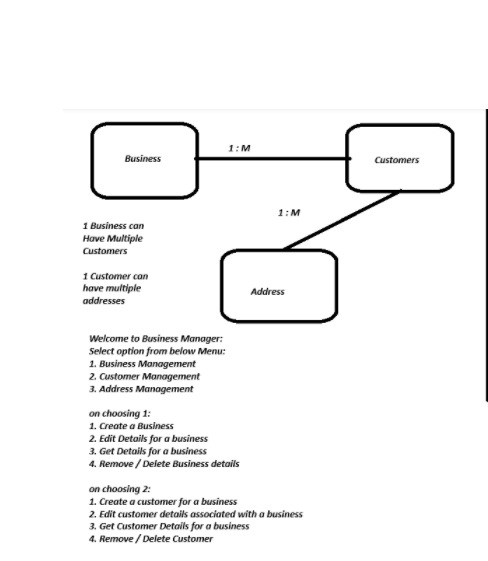 Business
1 : M
Customers
1 : M
1 Business can
Have Multiple
Customers
1 Customer can
have multiple
addresses
Address
Welcome to Business Manager:
Select option from below Menu:
1. Business Management
2. Customer Management
3. Address Management
on choosing 1:
1. Create a Business
2. Edit Details for a business
3. Get Details for a business
4. Remove / Delete Business details
on choosing 2:
1. Create a customer for a business
2. Edit customer details associated with a business
3. Get Customer Details for a business
4. Remove / Delete Customer